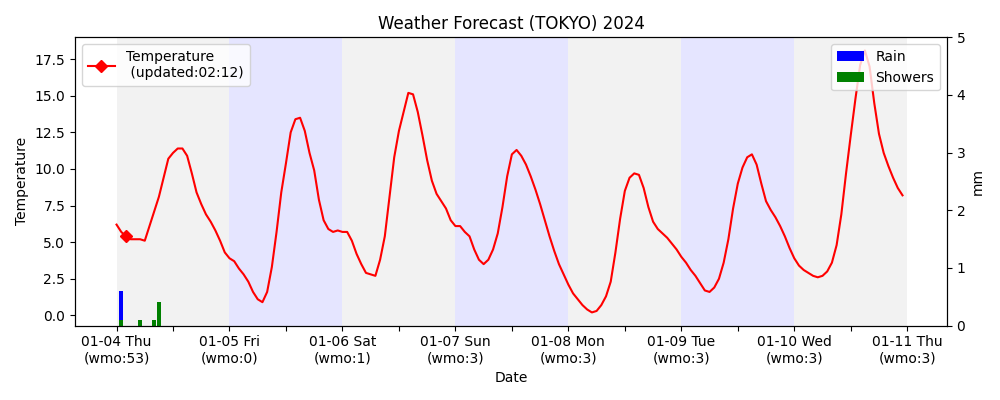 Weather Forecast (TOKYO) 2024
Temperature
(updated:02:12)
Rain
Showers
Temperature
17.5
15.0
12.5
10.0
7.5
5.0
2.5
0.0
5
4
3
2
1
0
mm
01-04 Thu 01-05 Fri 01-06 Sat 01-07 Sun 01-08 Mon 01-09 Tue 01-10 Wed 01-11 Thu
(wmo:53) (wmo:0) (wmo:1) (wmo:3) (wmo:3) (wmo:3) (wmo:3) (wmo:3)
Date